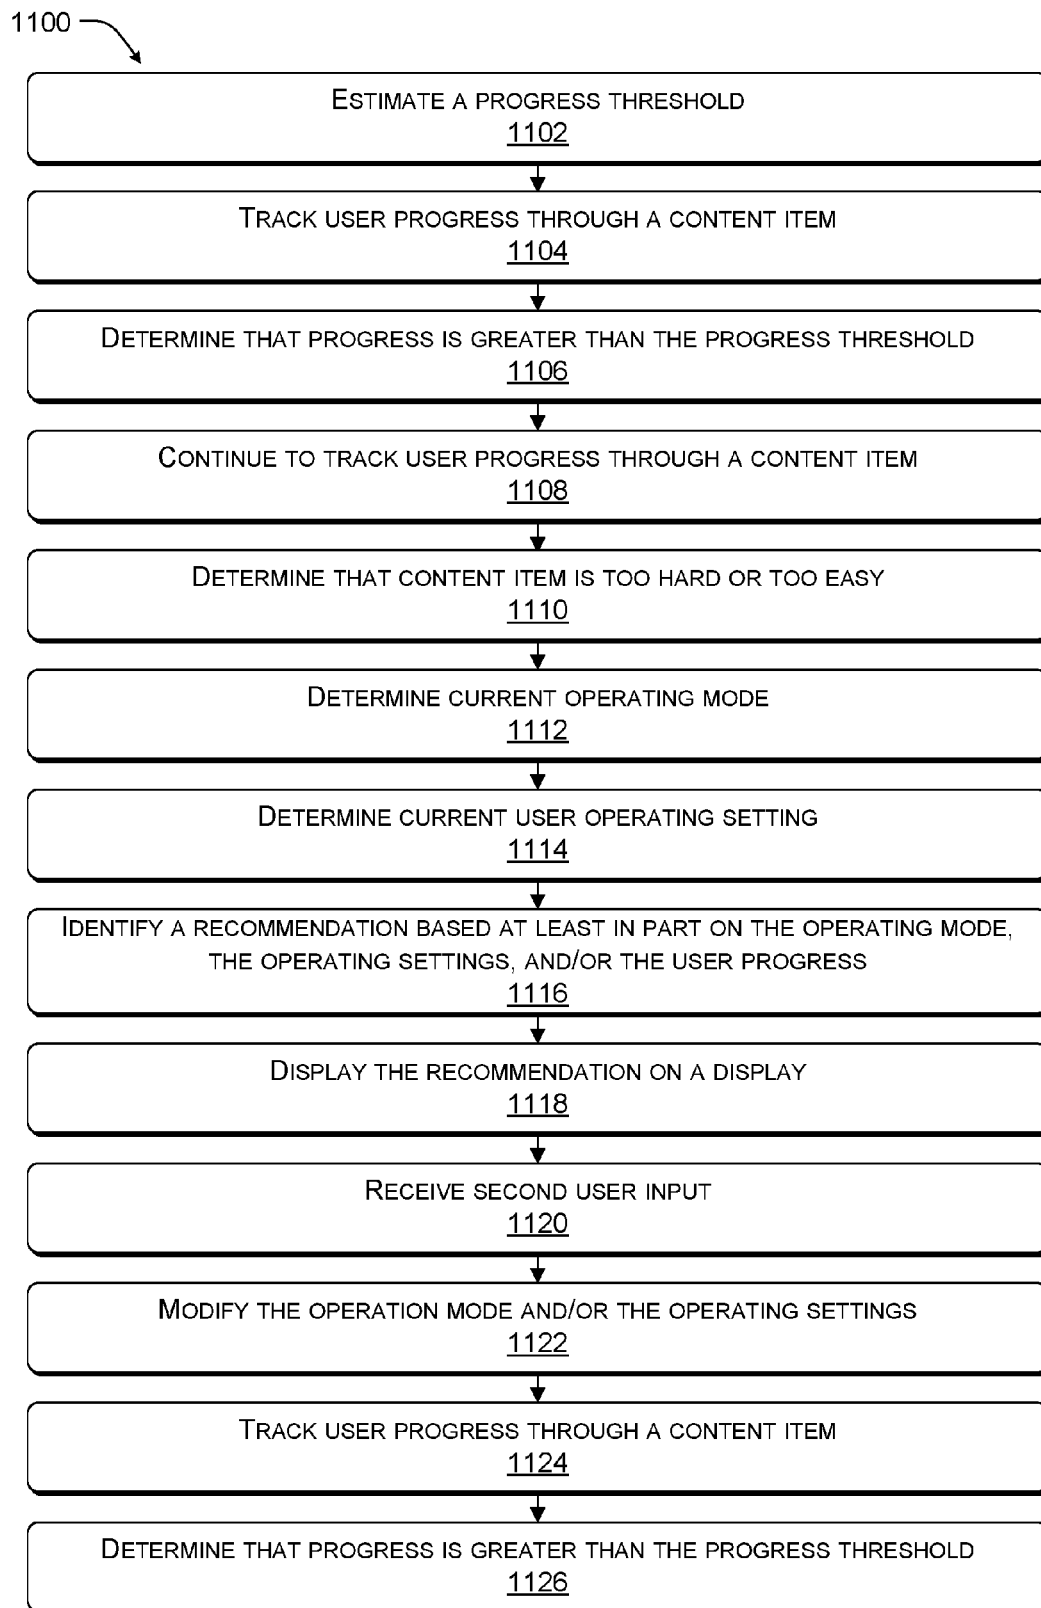 1100
ESTIMATE A PROGRESS THRESHOLD
1102
TRACK USER PROGRESS THROUGH A CONTENT ITEM
1104
DETERMINE THAT PROGRESS IS GREATER THAN THE PROGRESS THRESHOLD
1106
CONTINUE TO TRACK USER PROGRESS THROUGH A CONTENT ITEM
1108
DETERMINE THAT CONTENT ITEM IS TOO HARD OR TOO EASY
1110
DETERMINE CURRENT OPERATING MODE
1112
DETERMINE CURRENT USER OPERATING SETTING
1114
IDENTIFY A RECOMMENDATION BASED AT LEAST IN PART ON THE OPERATING MODE,
THE OPERATING SETTINGS, AND/OR THE USER PROGRESS
1116
DISPLAY THE RECOMMENDATION ON A DISPLAY
1118
RECEIVE SECOND USER INPUT
1120
MODIFY THE OPERATION MODE AND/OR THE OPERATING SETTINGS
1122
TRACK USER PROGRESS THROUGH A CONTENT ITEM
1124
DETERMINE THAT PROGRESS IS GREATER THAN THE PROGRESS THRESHOLD
1126